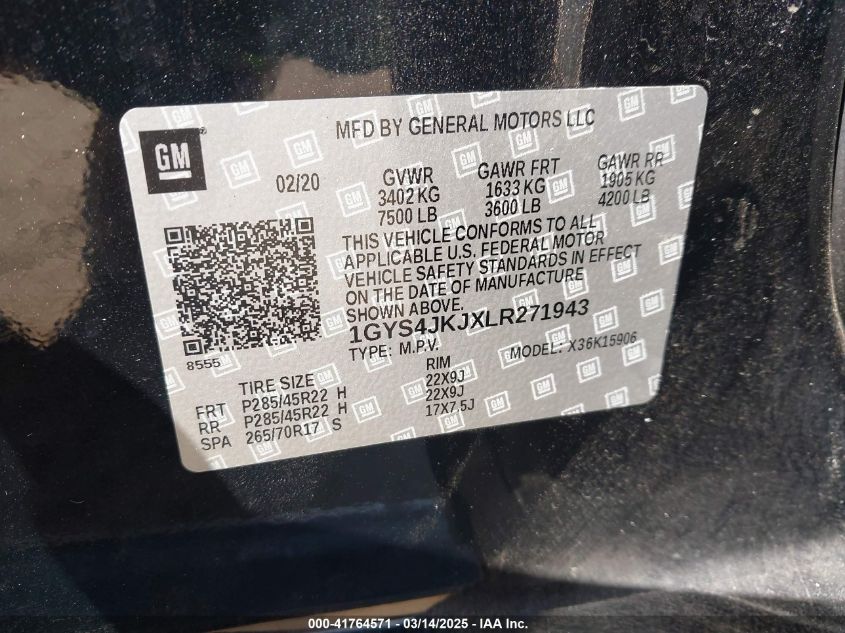 MFD BY GENERAL MOTORS LLC
GM
02/20
GVWR GAWR FRT GAWR RR
3402 KG 1633 KG 1905 KG
7500 LB 3600 LB 4200 LB
THIS VEHICLE CONFORMS TO ALL
APPLICABLE U.S. FEDERAL MOTOR
VEHICLE SAFETY STANDARDS IN EFFECT
ON THE DATE OF MANUFACTURE
SHOWN ABOVE.
1GYS4JKJXLR271943
TYPE: M.P.V. MODEL: X36K15906
8555
TIRE SIZE RIM
FRT P285/45R22 H 22X9J
RR P285/45R22 H 22X9J
SPA 265/70R17 S 17X7.5J
000-41764571 — 03/14/2025 — IAA Inc.